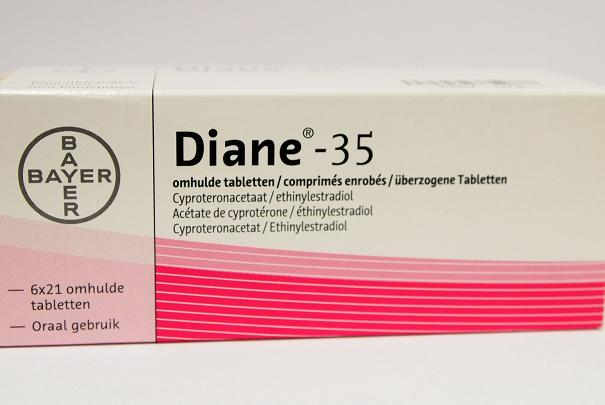 BAYER
BAYER
Diane®-35
omhulde tabletten / comprimés enrobés / überzogene Tabletten
Cyproteronacetaat / ethinylestradiol
Acétate de cyprotérone / éthinylestradiol
Cyproteronacetat / Ethinylestradiol
— 6x21 omhulde
tabletten
— Oraal gebruik